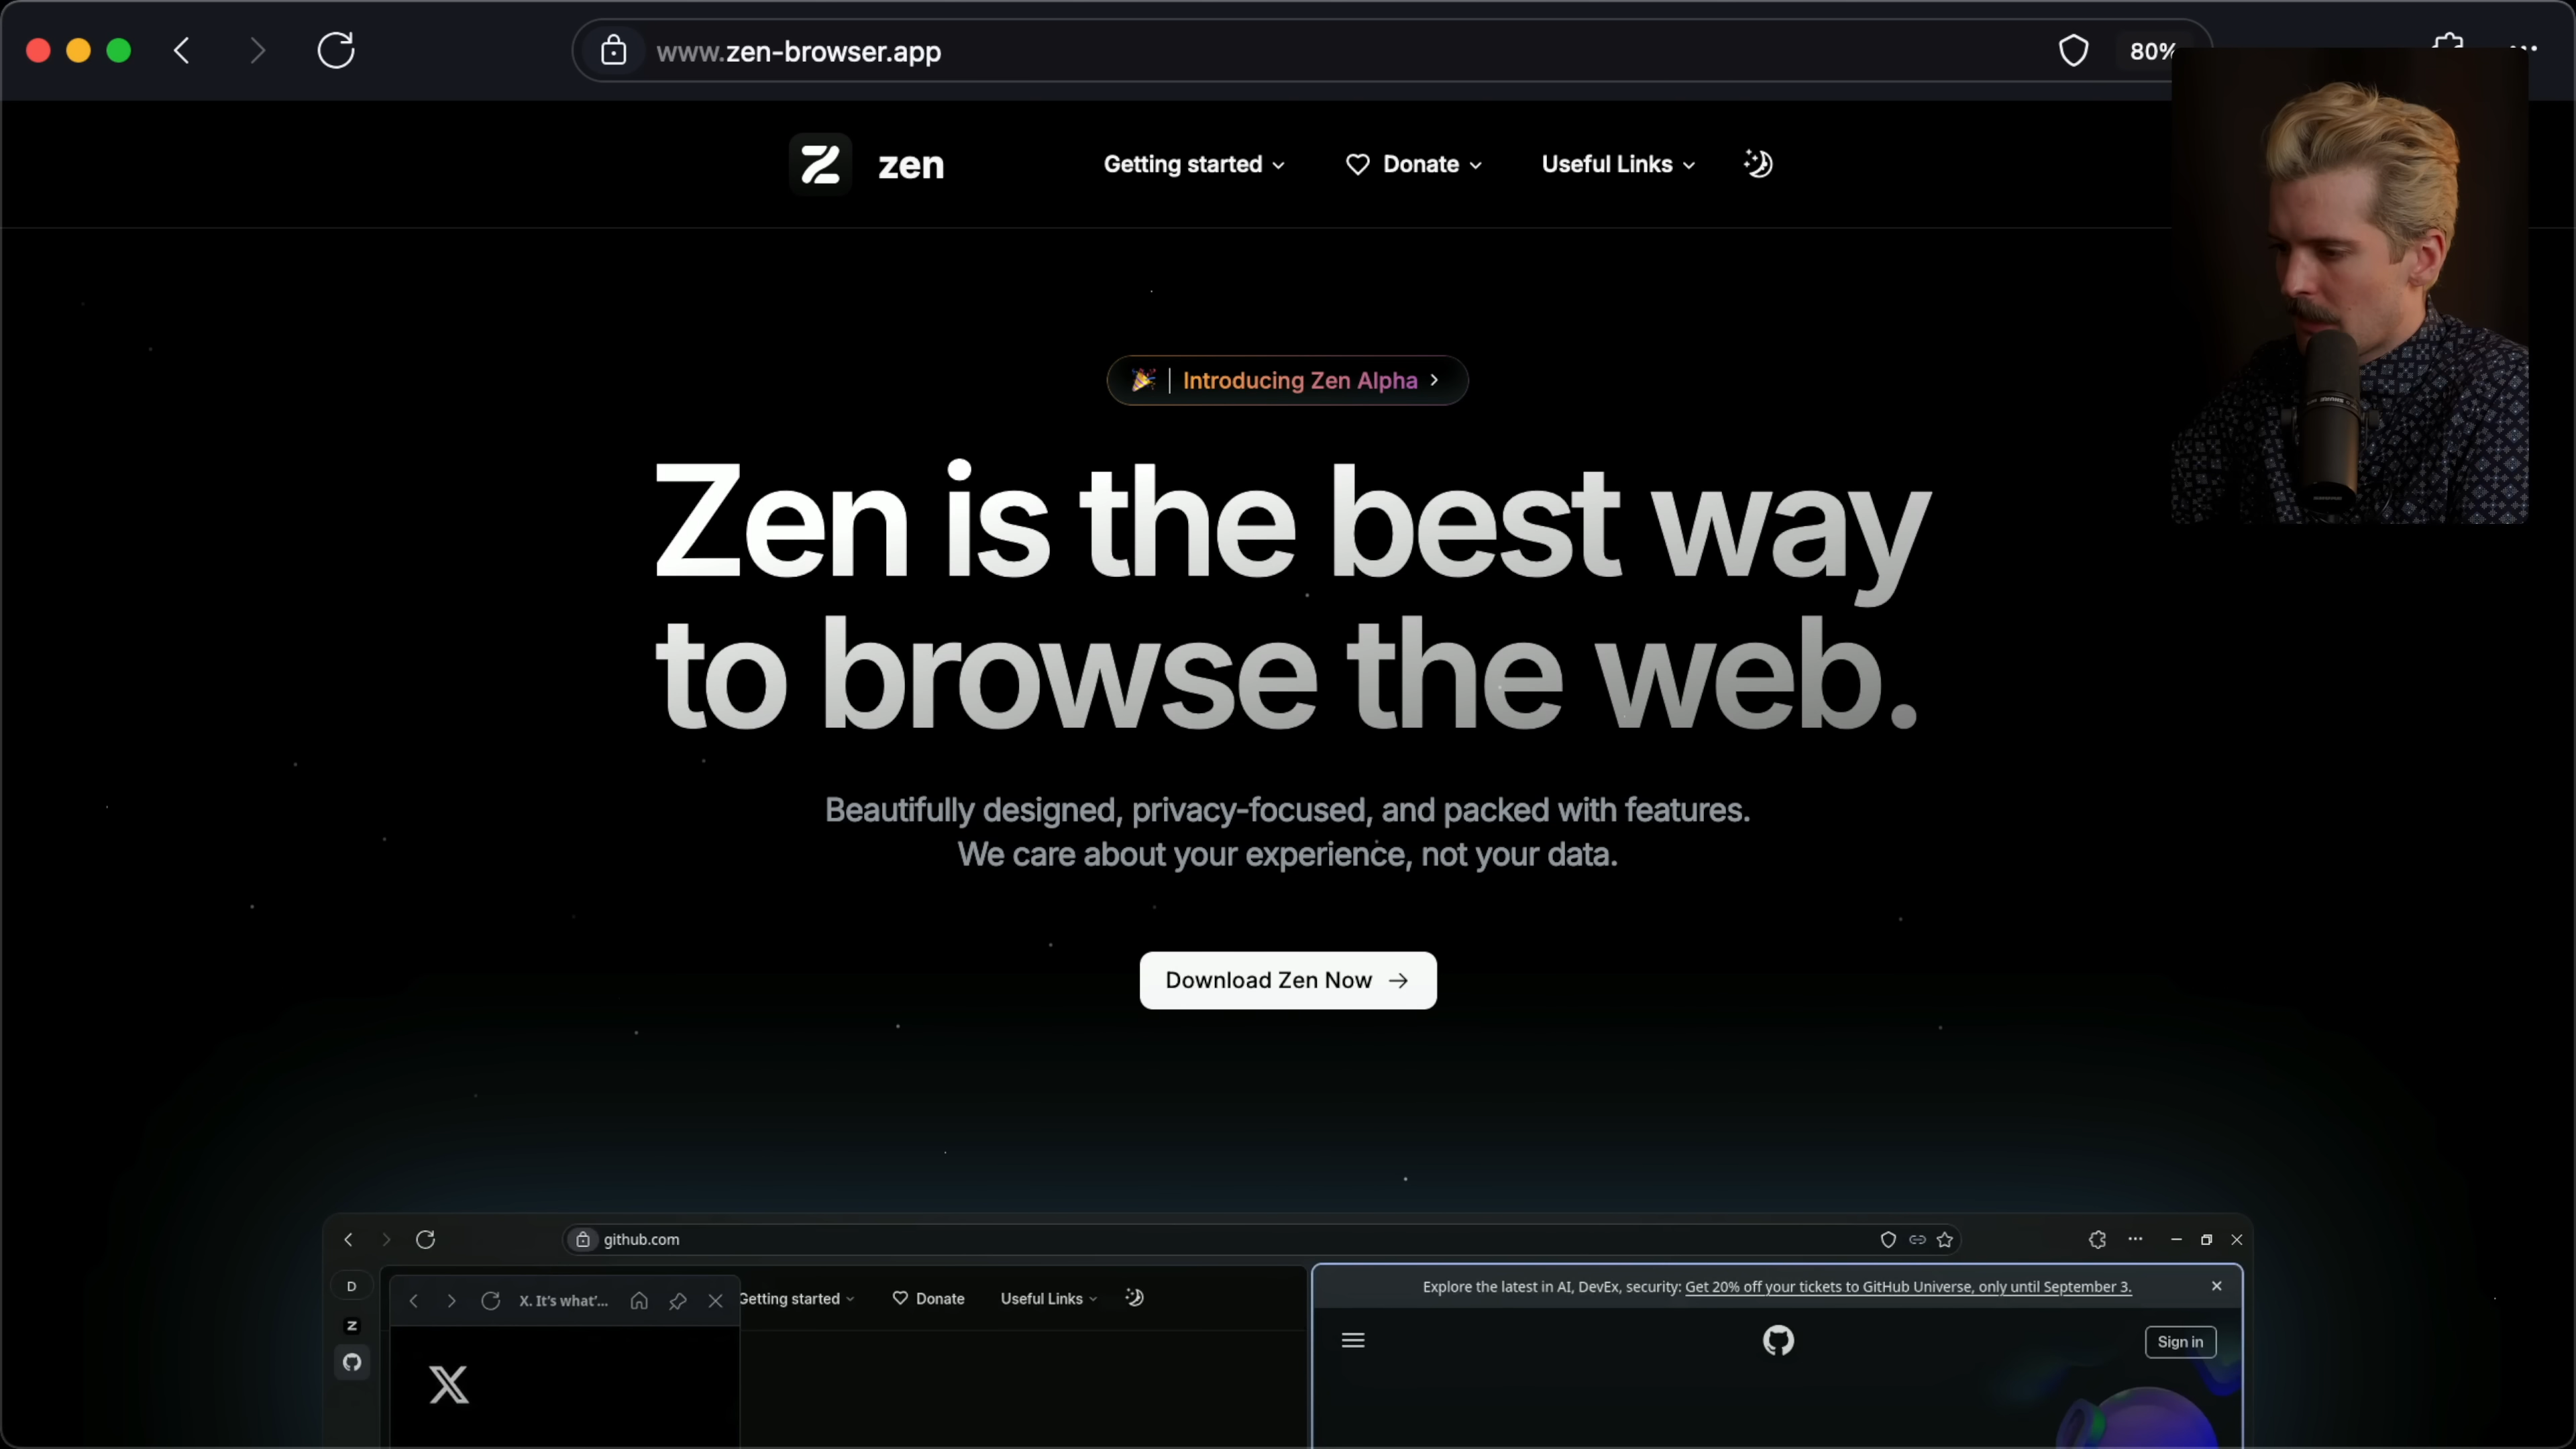 www.zen-browser.app
80%
zen
Getting started
Donate
Useful Links
Introducing Zen Alpha
Zen is the best way
to browse the web.
Beautifully designed, privacy-focused, and packed with features.
We care about your experience, not your data.
Download Zen Now
github.com
D
Z
X. It's what'...
Getting started
Donate
Useful Links
Explore the latest in AI, DevEx, security: Get 20% off your tickets to GitHub Universe, only until September 3.
Sign in